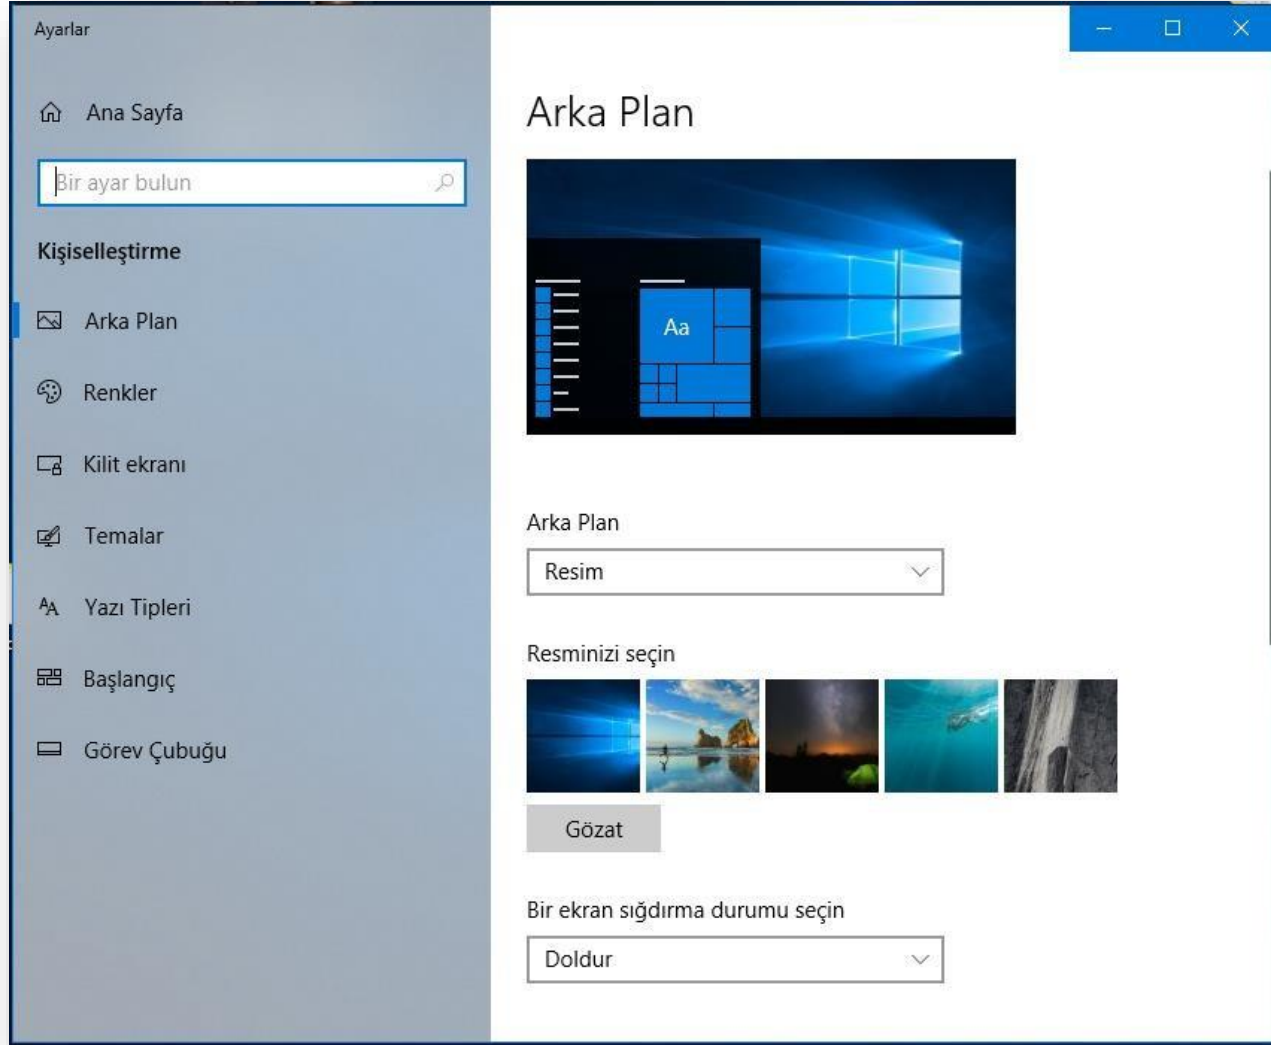 Ayarlar
Ana Sayfa
Bir ayar bulun
Kişiselleştirme
Arka Plan
Renkler
Kilit ekranı
Temalar
Yazı Tipleri
Başlangıç
Görev Çubuğu
Arka Plan
Aa
Arka Plan
Resim
Resminizi seçin
Gözat
Bir ekran sığdırma durumu seçin
Doldur